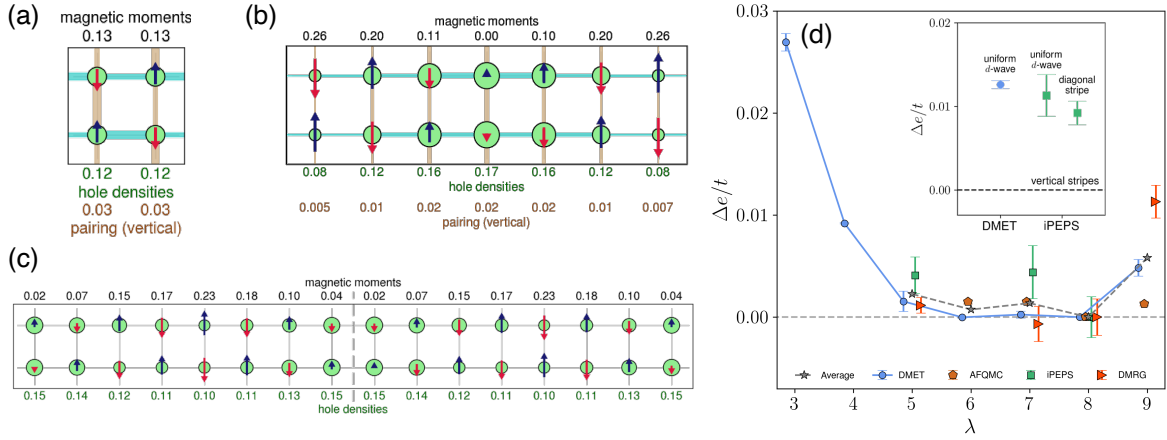 (a)
magnetic moments
0.13 0.13
0.12 0.12
hole densities
0.03 0.03
pairing (vertical)
(b)
magnetic moments
0.26 0.20 0.11 0.00 0.10 0.20 0.26
0.08 0.12 0.16 0.17 0.16 0.12 0.08
hole densities
0.005 0.01 0.02 0.02 0.02 0.01 0.007
pairing (vertical)
(c)
magnetic moments
0.02 0.07 0.15 0.17 0.23 0.18 0.10 0.04 0.02 0.07 0.15 0.17 0.23 0.18 0.10 0.04
0.15 0.14 0.12 0.11 0.10 0.11 0.13 0.15 0.15 0.14 0.12 0.11 0.10 0.11 0.13 0.15
hole densities
(d)
Δe/t
0.03
0.02
0.01
0.00
3 4 5 6 7 8 9
λ
Average DMET AFQMC iPEPS DMRG
Δe/t
0.02
0.01
0.00
uniform
d-wave
uniform
d-wave
diagonal
stripe
vertical stripes
DMET iPEPS